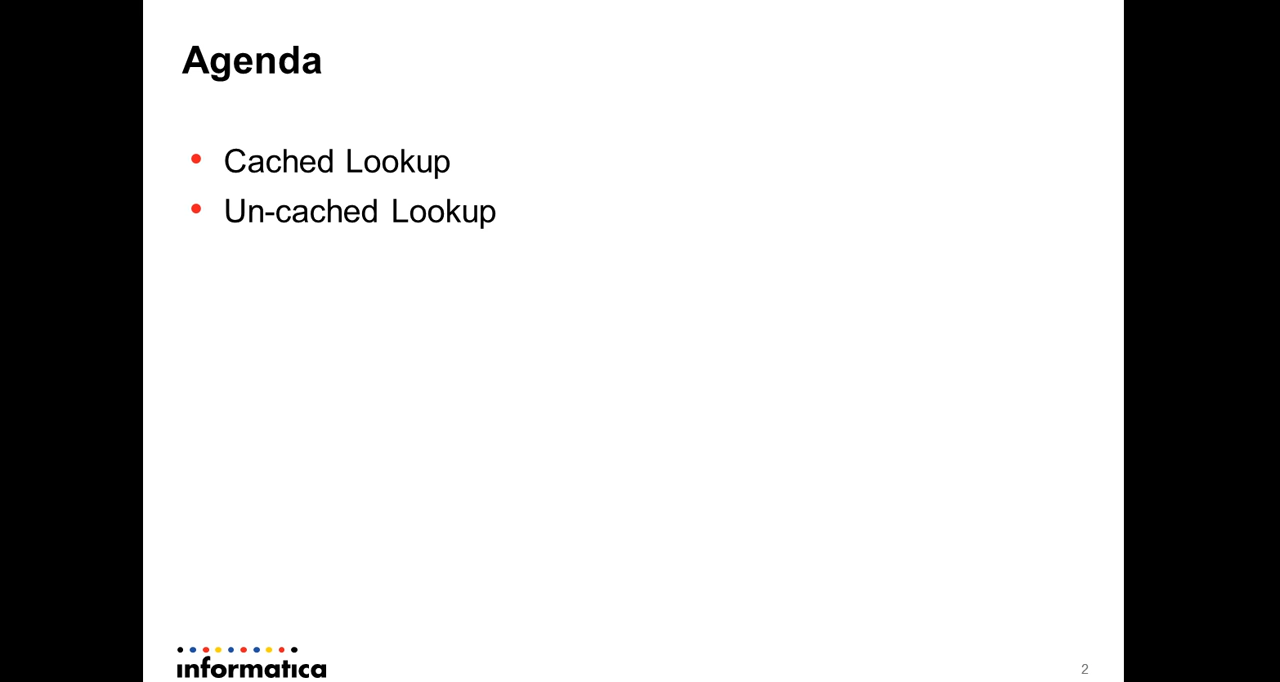 Agenda
• Cached Lookup
• Un-cached Lookup
informatica
2